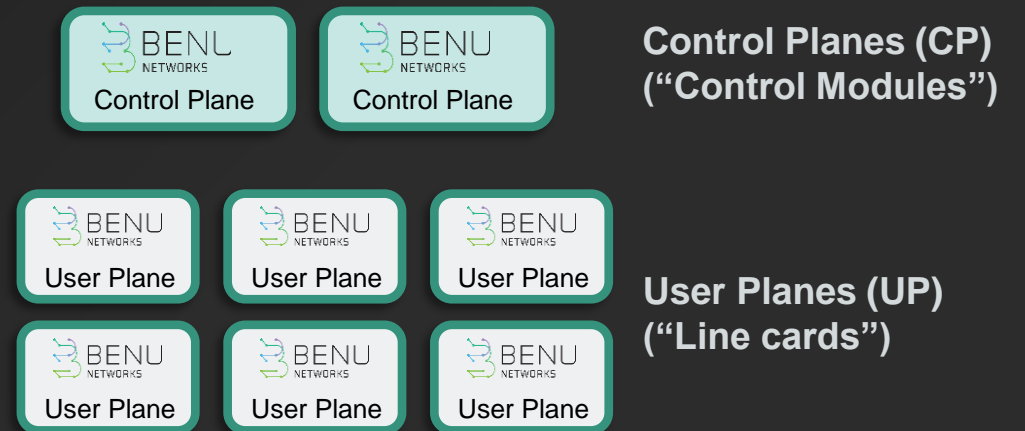 BENU
NETWORKS
Control Plane
BENU
NETWORKS
Control Plane
Control Planes (CP)
(“Control Modules”)
BENU
NETWORKS
User Plane
BENU
NETWORKS
User Plane
BENU
NETWORKS
User Plane
User Planes (UP)
(“Line cards”)
BENU
NETWORKS
User Plane
BENU
NETWORKS
User Plane
BENU
NETWORKS
User Plane